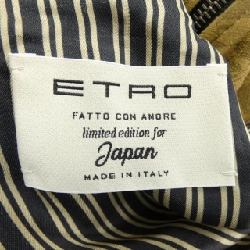 ETRO
FATTO CON AMORE
limited edition for
Japan
MADE IN ITALY